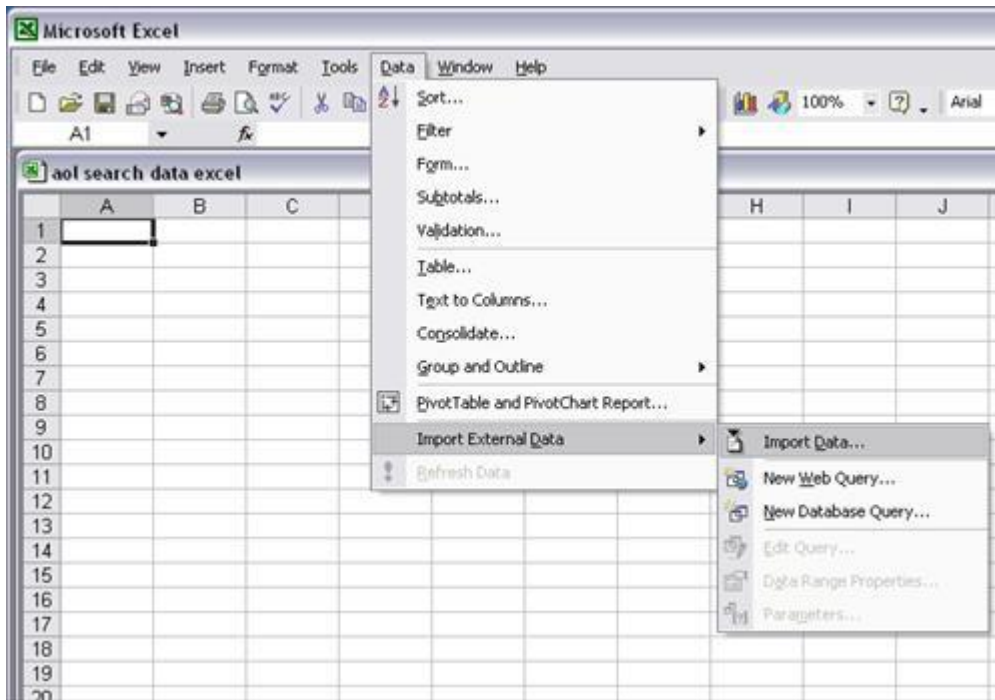 Microsoft Excel
File Edit View Insert Format Tools Data Window Help
100% Arial
A1 fx
aol search data excel
A B C H I J
1
2
3
4
5
6
7
8
9
10
11
12
13
14
15
16
17
18
19
20
Sort...
Filter
Form...
Subtotals...
Validation...
Table...
Text to Columns...
Consolidate...
Group and Outline
PivotTable and PivotChart Report...
Import External Data
Refresh Data
Import Data...
New Web Query...
New Database Query...
Edit Query...
Data Range Properties...
Parameters...